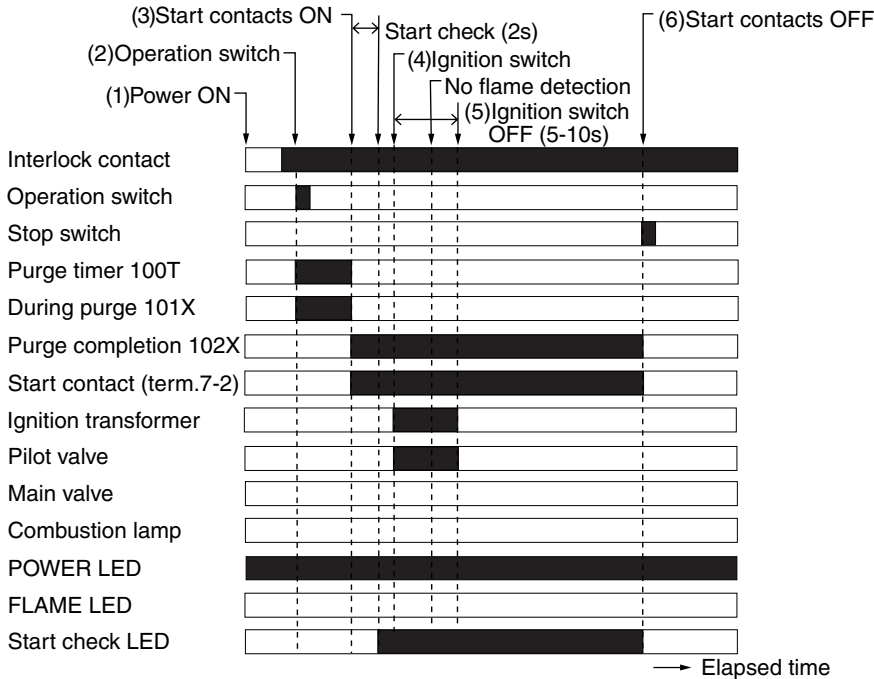 (3)Start contacts ON
Start check (2s)
(6)Start contacts OFF
(2)Operation switch
(4)Ignition switch
No flame detection
(1)Power ON
(5)Ignition switch
OFF (5-10s)
Interlock contact
Operation switch
Stop switch
Purge timer 100T
During purge 101X
Purge completion 102X
Start contact (term.7-2)
Ignition transformer
Pilot valve
Main valve
Combustion lamp
POWER LED
FLAME LED
Start check LED
Elapsed time